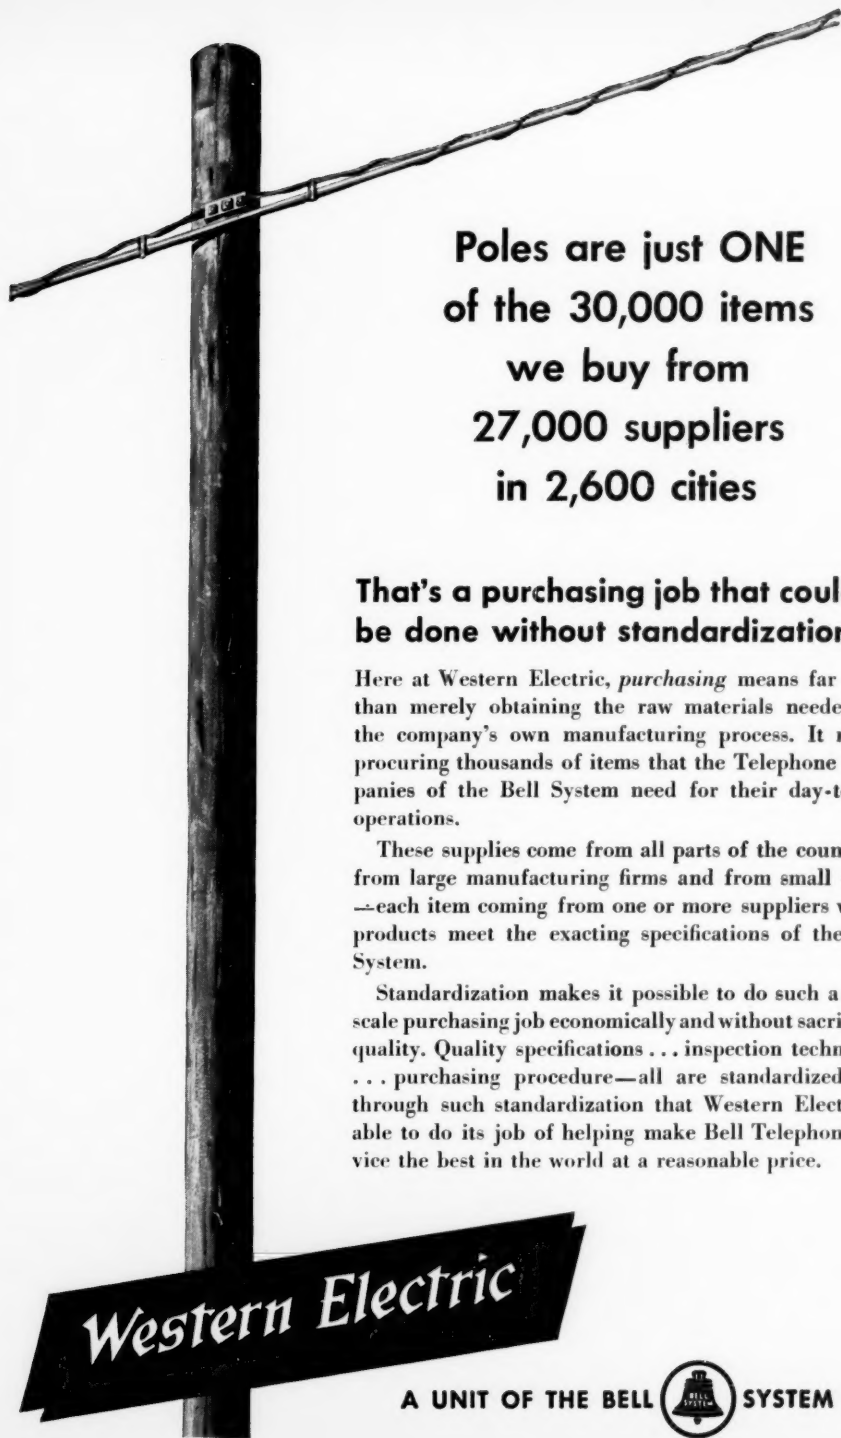 Poles are just ONE
of the 30,000 items
we buy from
27,000 suppliers
in 2,600 cities
That's a purchasing job that coul
be done without standardization
Here at Western Electric, purchasing means far
than merely obtaining the raw materials neede
the company's own manufacturing process. It
procuring thousands of items that the Telephone
panies of the Bell System need for their day-t
operations.
These supplies come from all parts of the coun
from large manufacturing firms and from small
—each item coming from one or more suppliers
products meet the exacting specifications of the
System.
Standardization makes it possible to do such a
scale purchasing job economically and without sacri
quality. Quality specifications . . . inspection techn
. . . purchasing procedure—all are standardized
through such standardization that Western Elect
able to do its job of helping make Bell Telephon
vice the best in the world at a reasonable price.
Western Electric
A UNIT OF THE BELL BELL SYSTEM SYSTEM